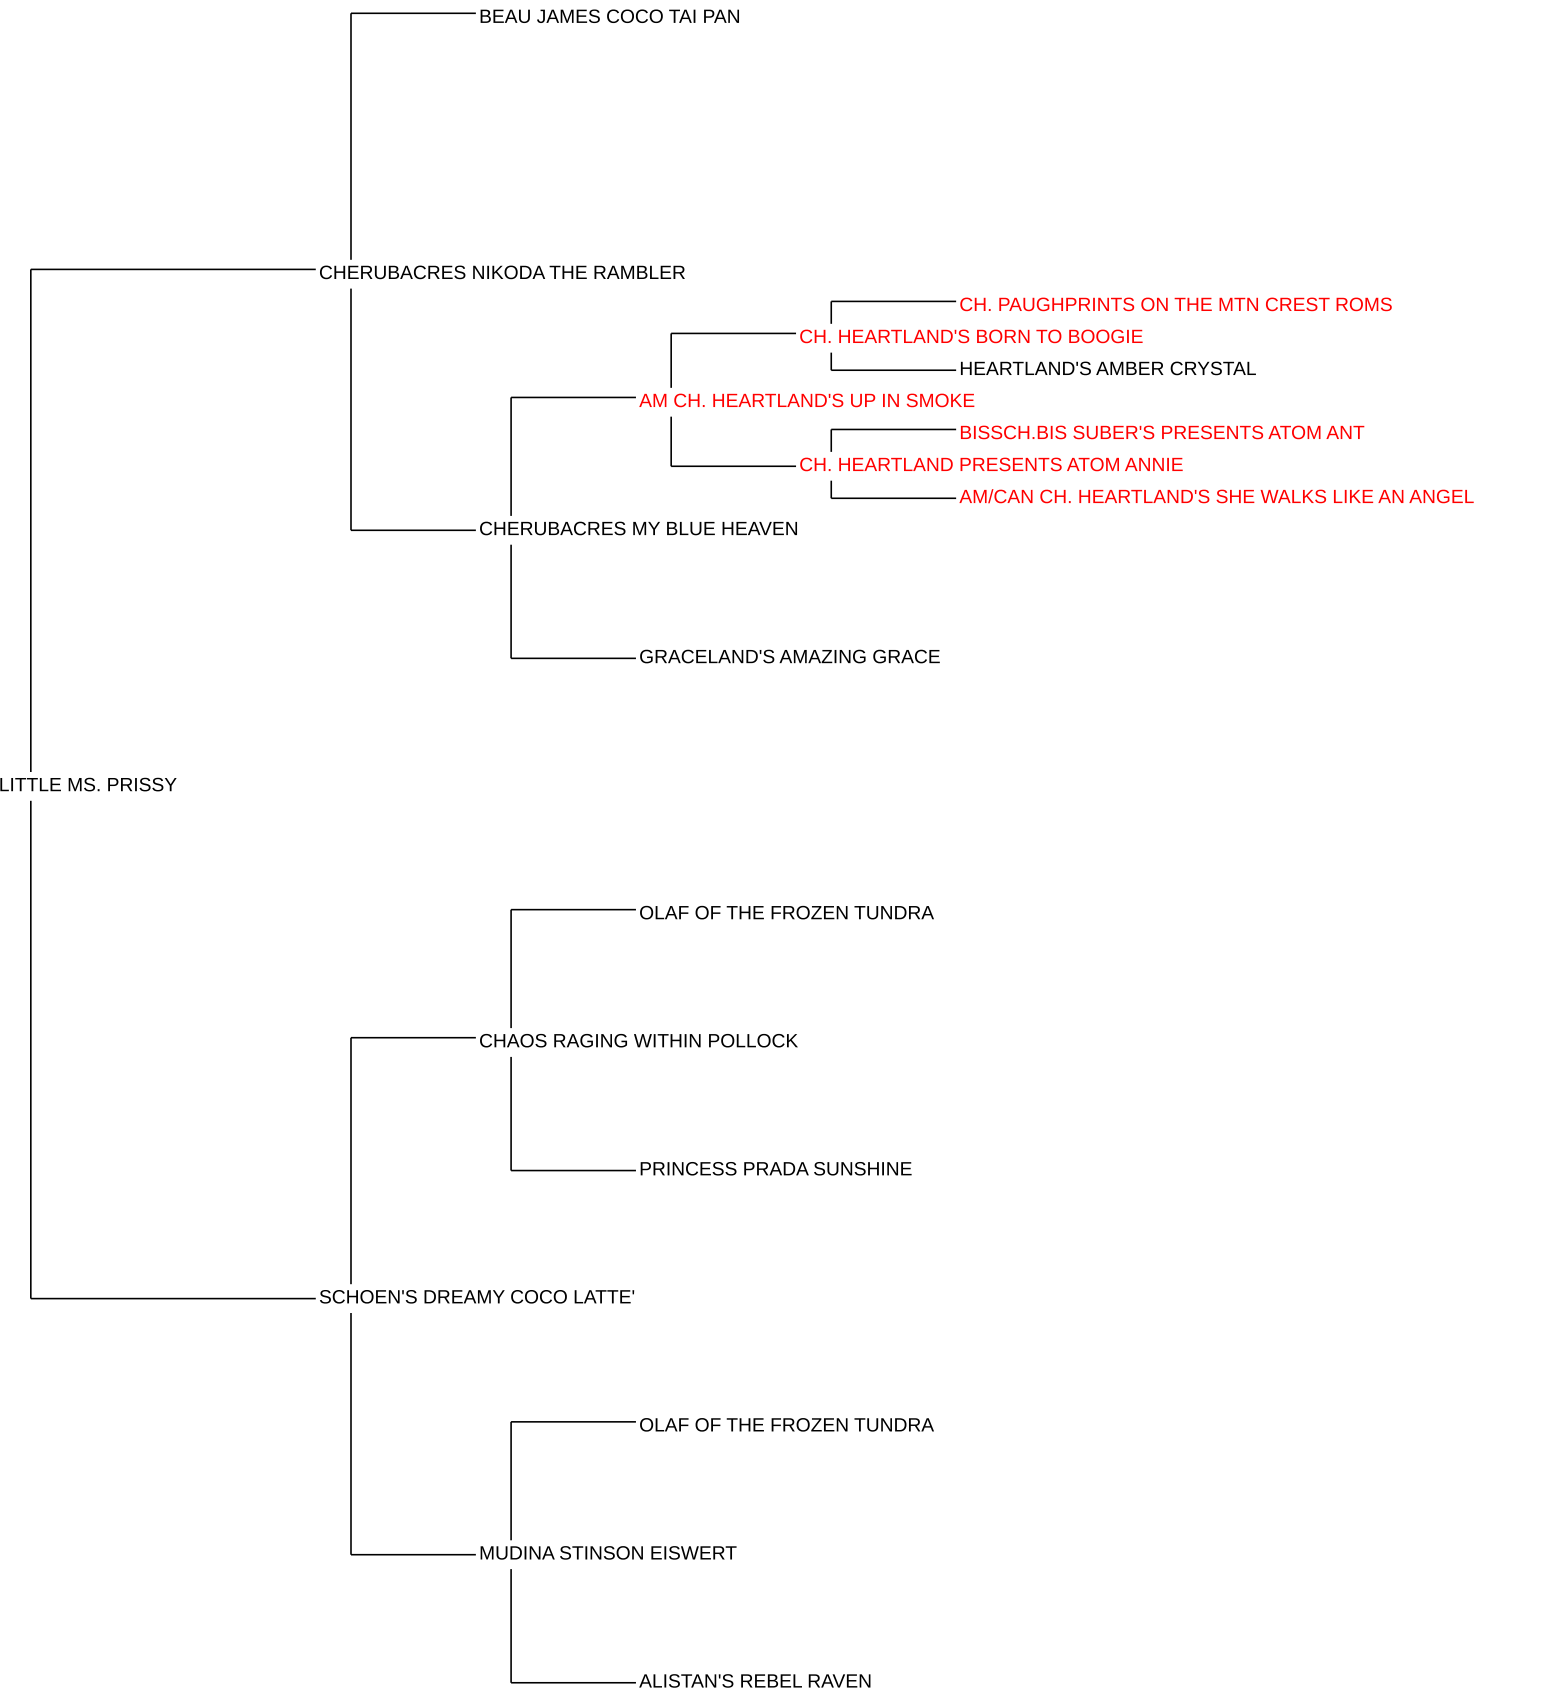 BEAU JAMES COCO TAI PAN
CHERUBACRES NIKODA THE RAMBLER
CH. PAUGHPRINTS ON THE MTN CREST ROMS
CH. HEARTLAND'S BORN TO BOOGIE
HEARTLAND'S AMBER CRYSTAL
AM CH. HEARTLAND'S UP IN SMOKE
BISSCH.BIS SUBER'S PRESENTS ATOM ANT
CH. HEARTLAND PRESENTS ATOM ANNIE
AM/CAN CH. HEARTLAND'S SHE WALKS LIKE AN ANGEL
CHERUBACRES MY BLUE HEAVEN
GRACELAND'S AMAZING GRACE
LITTLE MS. PRISSY
OLAF OF THE FROZEN TUNDRA
CHAOS RAGING WITHIN POLLOCK
PRINCESS PRADA SUNSHINE
SCHOEN'S DREAMY COCO LATTE'
OLAF OF THE FROZEN TUNDRA
MUDINA STINSON EISWERT
ALISTAN'S REBEL RAVEN